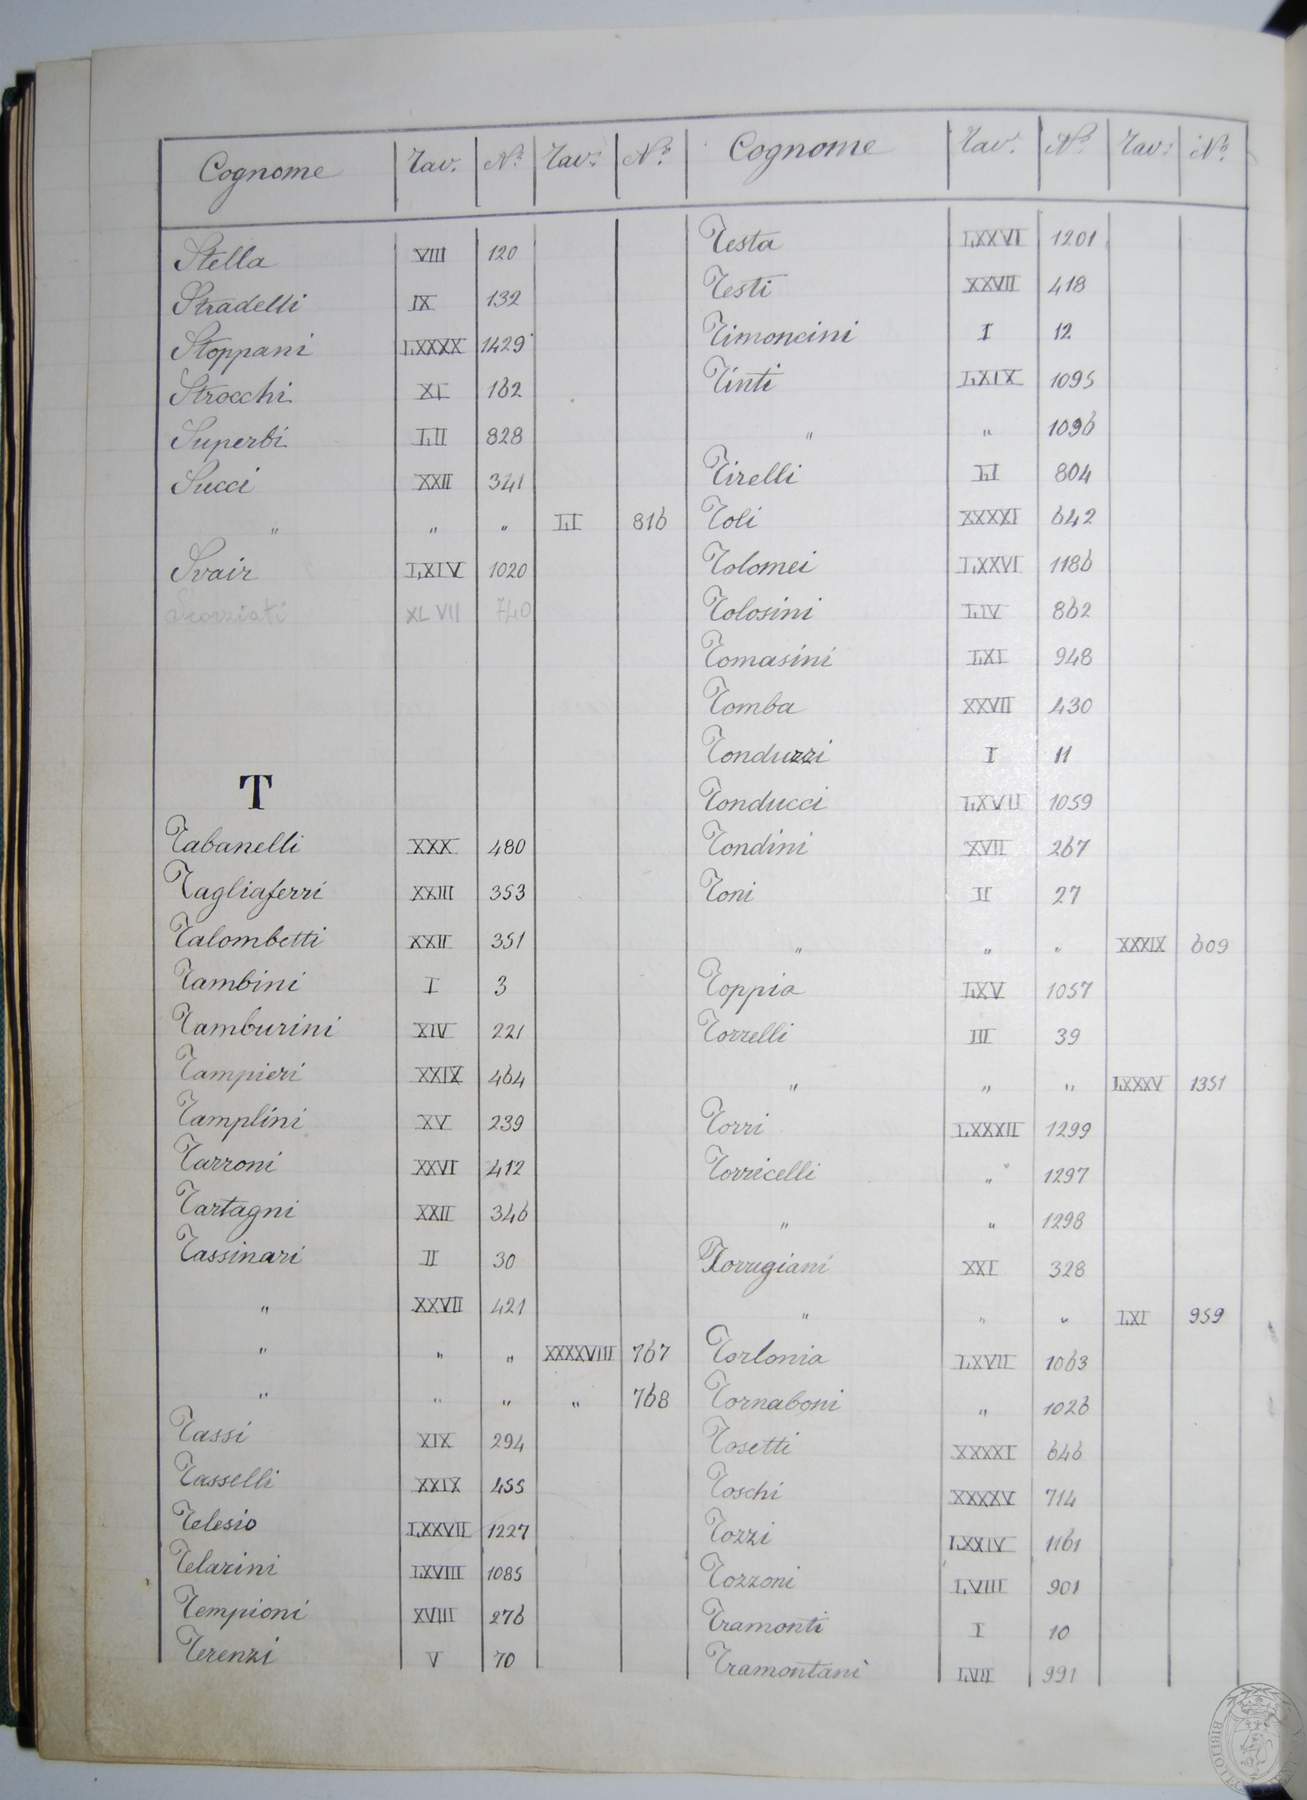 Cognome Tav. N.º Tav. N.º
Stella VIII 120
Stradelli IX 132
Stoppani LXXXX 1429
Strocchi XI 162
Superbi LII 828
Succi XXII 341
" " " LI 816
Svair LXIV 1020
XLVII 740
T
Tabanelli XXX 480
Tagliaferri XXIII 353
Talombetti XXII 351
Tambini I 3
Tamburini XIV 221
Tampieri XXIX 464
Tamplini XV 239
Tarroni XXVI 412
Tartagni XXII 346
Tassinari II 30
" XXVII 421
" " " XXXXVIII 767
" " " " 768
Tassi XIX 294
Tasselli XXIX 455
Telesio LXXVII 1227
Telarini LXVIII 1085
Tempioni XVIII 276
Terenzi V 70
Cognome Tav. N.º Tav. N.º
Testa LXXVI 1201
Testi XXVII 418
Timoncini I 12
Tinti LXIX 1095
" " 1096
Tirelli LI 804
Toli XXXXI 642
Tolomei LXXVI 1186
Tolosini LIV 862
Tomasini LXI 948
Tomba XXVII 430
Tonduzzi I 11
Tonducci LXVII 1059
Tondini XVII 267
Toni II 27
" " " XXXIX 609
Toppia LXV 1057
Torrelli III 39
" " " LXXXV 1351
Torri LXXXII 1299
Torricelli " 1297
" " 1298
Torrigiani XXI 328
" " " LXI 959
Torlonia LXVII 1063
Tornaboni " 1026
Tosetti XXXXI 646
Toschi XXXXV 714
Tozzi LXXIV 1161
Tozzoni LVIII 901
Tramonti I 10
Tramontani LVIII 991